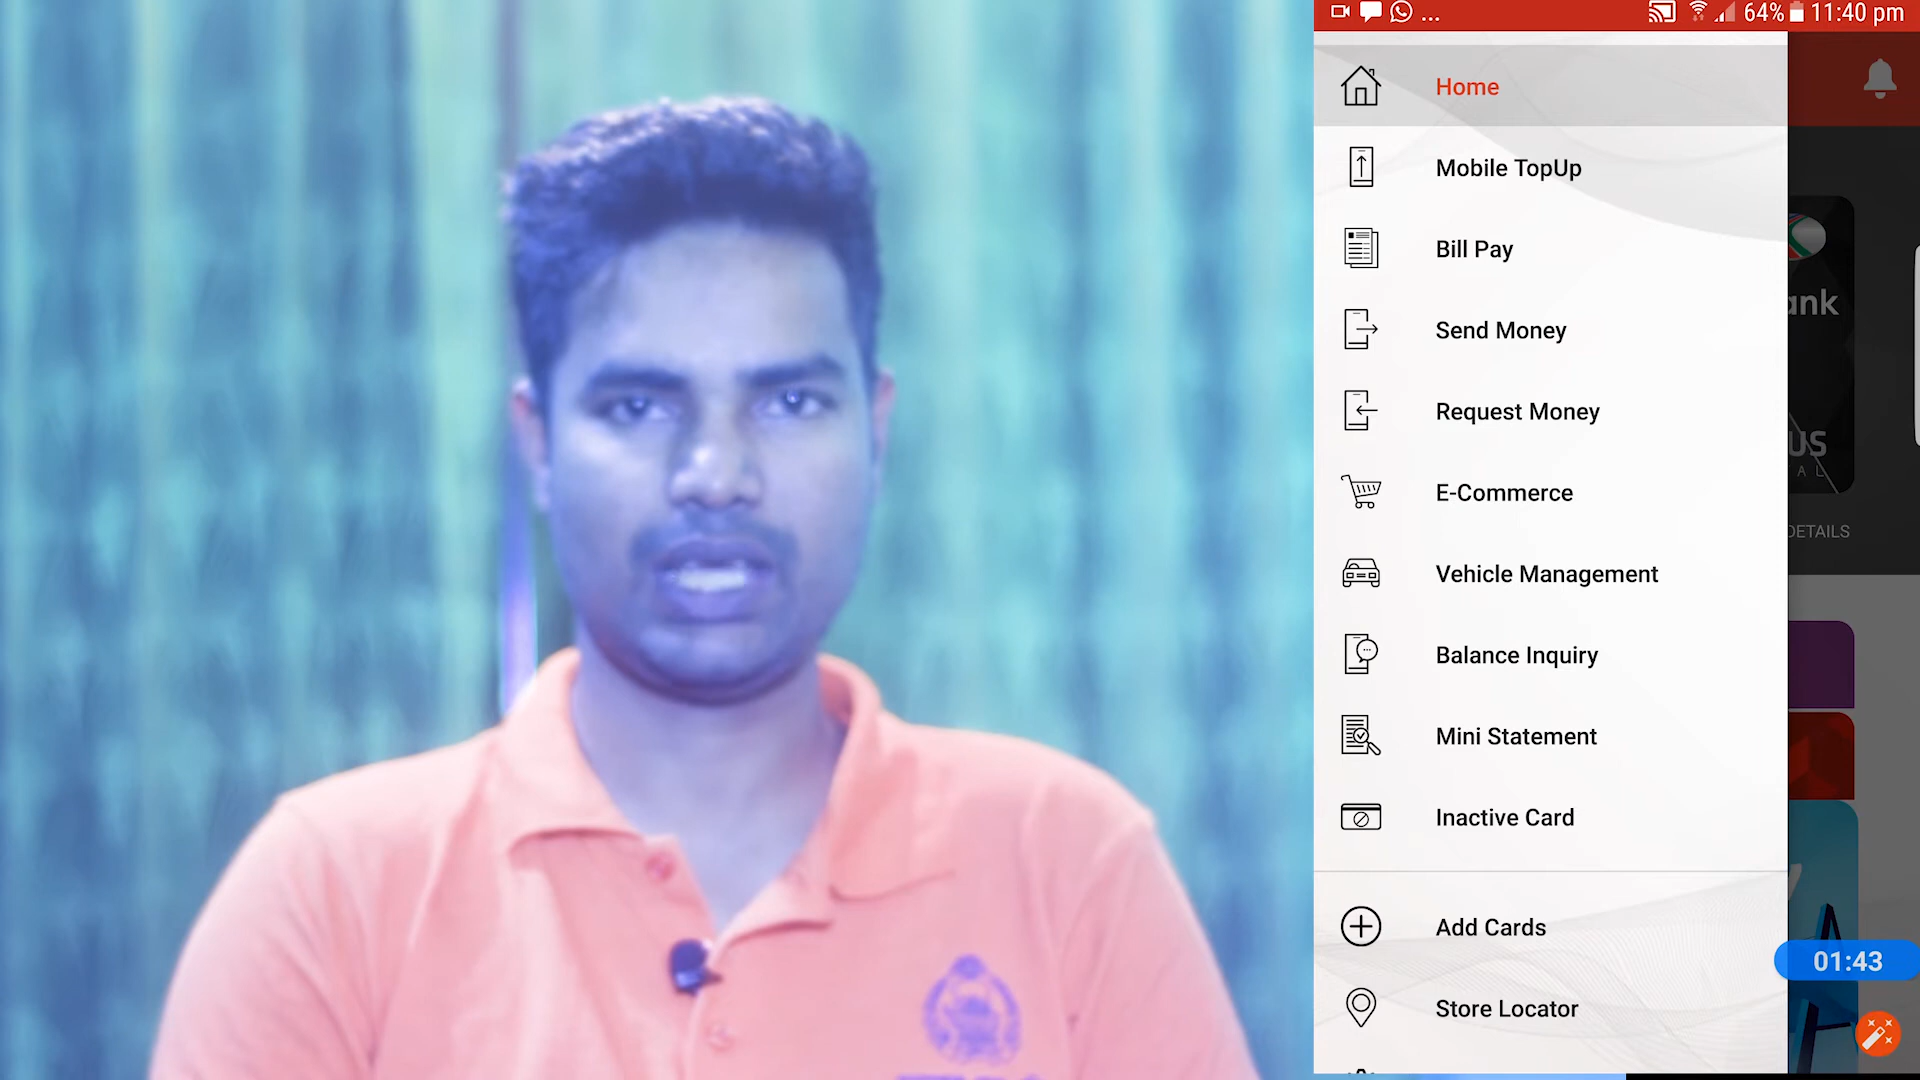 ... 64% 11:40 pm
Home
Mobile TopUp
Bill Pay
Send Money
Request Money
E-Commerce
Vehicle Management
Balance Inquiry
Mini Statement
Inactive Card
Add Cards
Store Locator
ank
US
AL
DETAILS
01:43